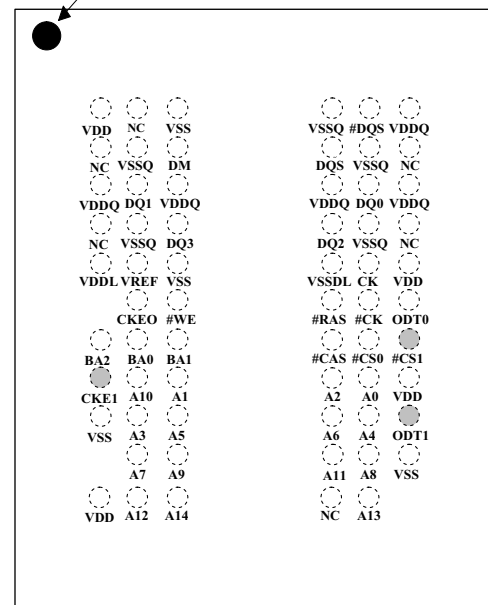 VDD NC VSS VSSQ #DQS VDDQ
NC VSSQ DM DQS VSSQ NC
VDDQ DQ1 VDDQ VDDQ DQ0 VDDQ
NC VSSQ DQ3 DQ2 VSSQ NC
VDDL VREF VSS VSSDL CK VDD
CKEO #WE #RAS #CK ODT0
BA2 BA0 BA1 #CAS #CS0 #CS1
CKE1 A10 A1 A2 A0 VDD
VSS A3 A5 A6 A4 ODT1
A7 A9 A11 A8 VSS
VDD A12 A14 NC A13